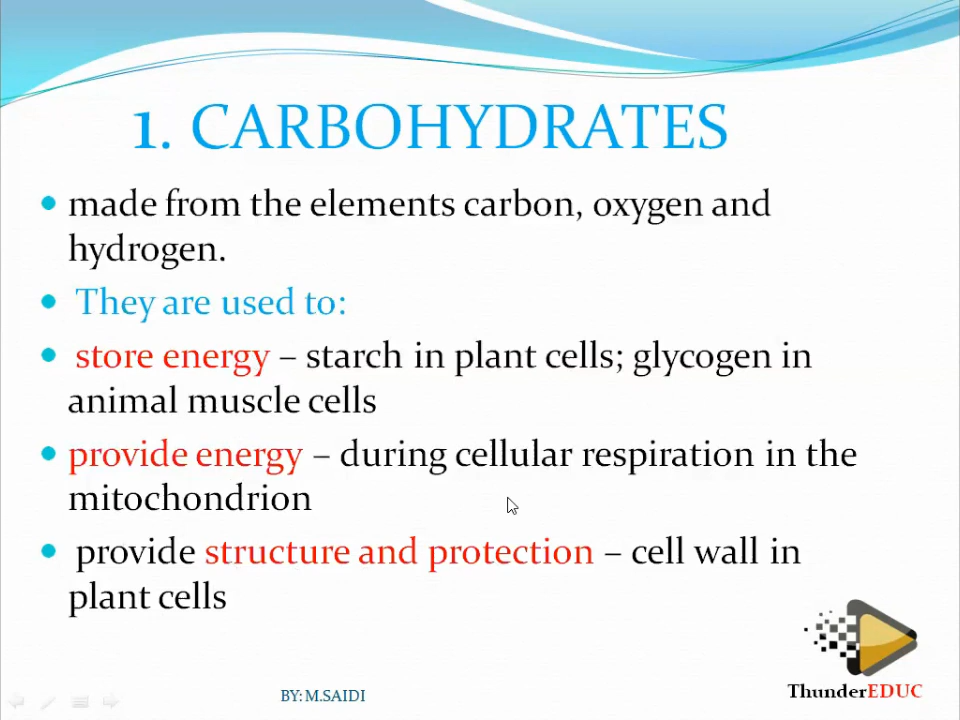 1. CARBOHYDRATES
• made from the elements carbon, oxygen and
hydrogen.
• They are used to:
• store energy – starch in plant cells; glycogen in
animal muscle cells
• provide energy – during cellular respiration in the
mitochondrion
• provide structure and protection – cell wall in
plant cells
BY: M.SAIDI
ThunderEDUC